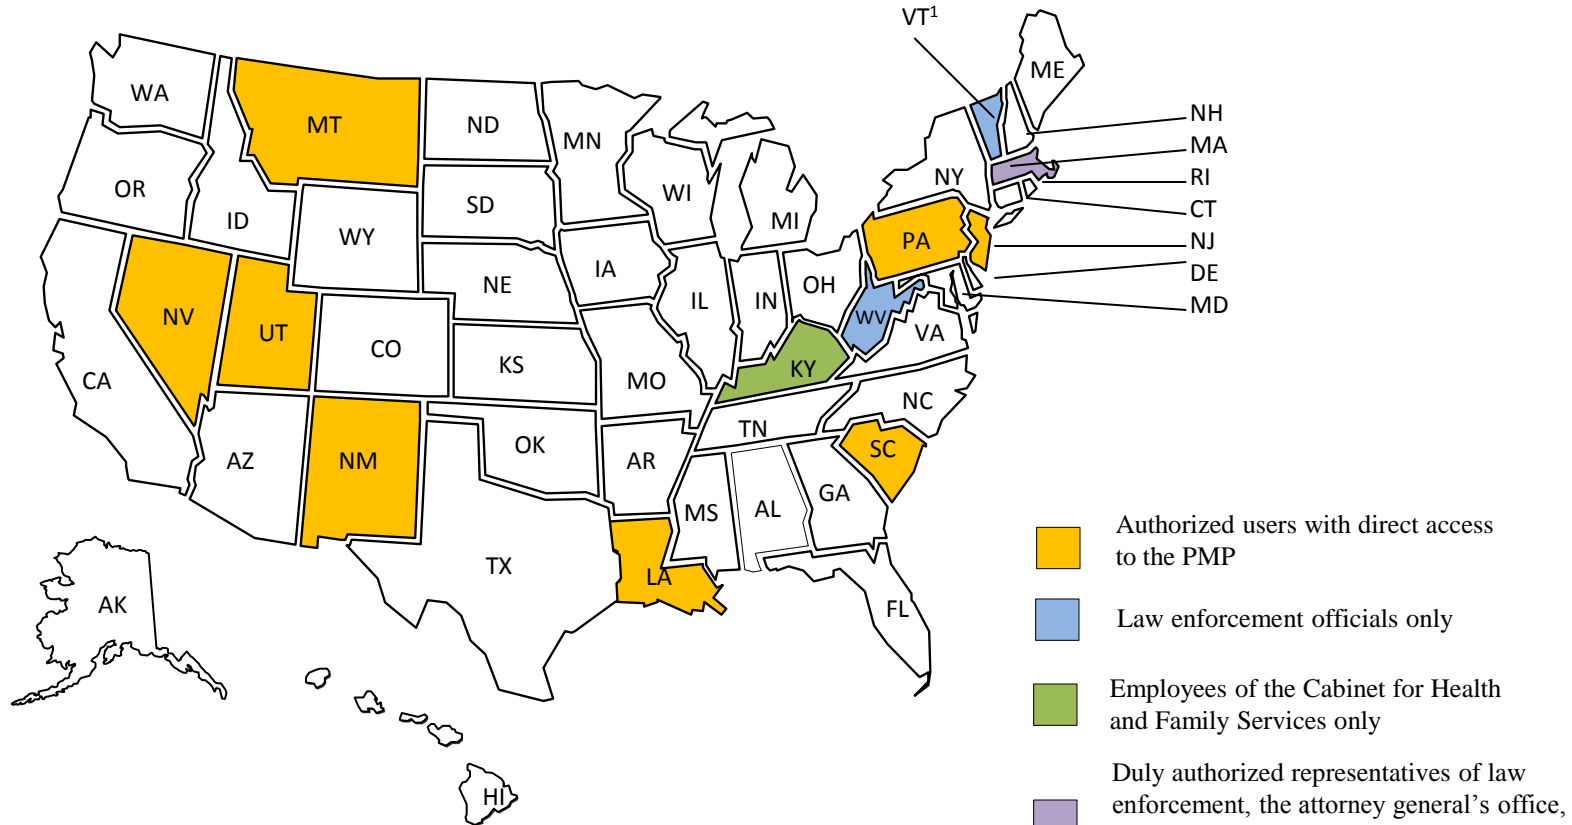 VT¹
ME
WA
MT
ND
MN
NH
MA
OR
ID
SD
WI
MI
NY
RI
CT
WY
IA
PA
NJ
NE
OH
DE
NV
UT
IL
IN
WV
MD
CO
KS
MO
KY
VA
CA
NC
AZ
NM
OK
AR
TN
SC
MS
AL
GA
TX
LA
FL
AK
HI
Authorized users with direct access
to the PMP
Law enforcement officials only
Employees of the Cabinet for Health
and Family Services only
Duly authorized representatives of law
enforcement, the attorney general’s office,